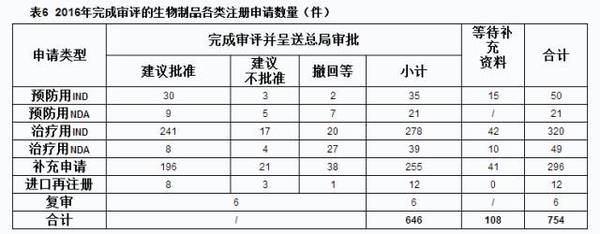 表6 2016年完成审评的生物制品各类注册申请数量（件）
申请类型 完成审评并呈送总局审批 等待补充资料 合计
建议批准 建议不批准 撤回等 小计
预防用IND 30 3 2 35 15 50
预防用NDA 9 5 7 21 / 21
治疗用IND 241 17 20 278 42 320
治疗用NDA 8 4 27 39 10 49
补充申请 196 21 38 255 41 296
进口再注册 8 3 1 12 0 12
复审 6 6 / 6
合计 / 646 108 754